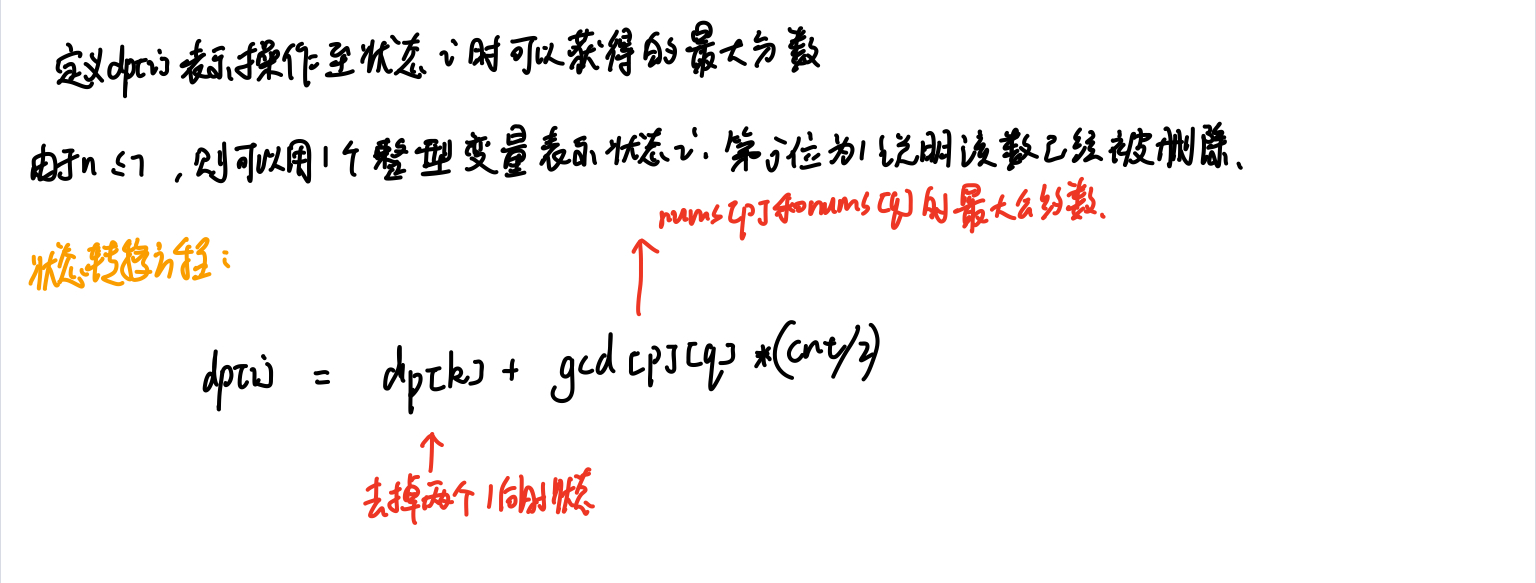 定义dp[i]表示操作至状态i时可以获得的最大分数
由于n≤7,则可以用1个整型变量表示状态i.第j位为1说明该数已经被删除.
nums[p]和nums[q]的最大公约数.
状态转移方程:
dp[i] = dp[k] + gcd[p][q] *(cnt/2)
去掉两个1后的状态